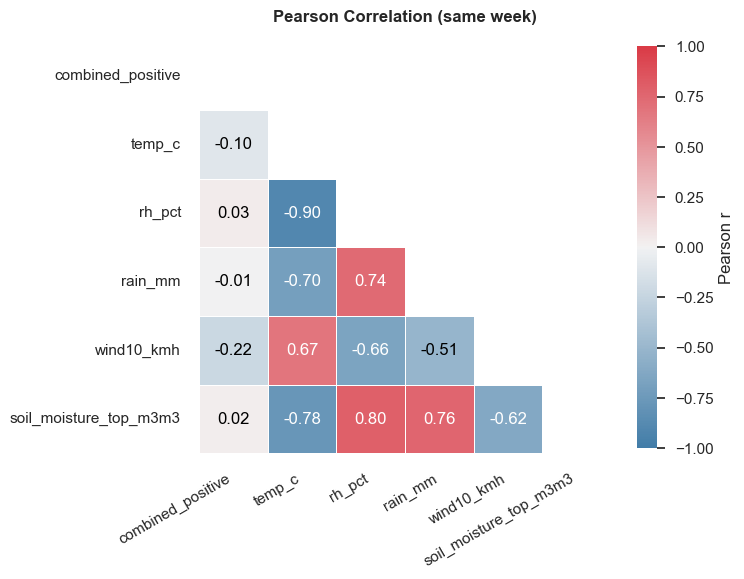 Pearson Correlation (same week)
combined_positive
temp_c
-0.10
rh_pct
0.03 -0.90
rain_mm
-0.01 -0.70 0.74
wind10_kmh
-0.22 0.67 -0.66 -0.51
soil_moisture_top_m3m3
0.02 -0.78 0.80 0.76 -0.62
combined_positive
temp_c
rh_pct
rain_mm
wind10_kmh
soil_moisture_top_m3m3
1.00
0.75
0.50
0.25
0.00
−0.25
−0.50
−0.75
−1.00
Pearson r